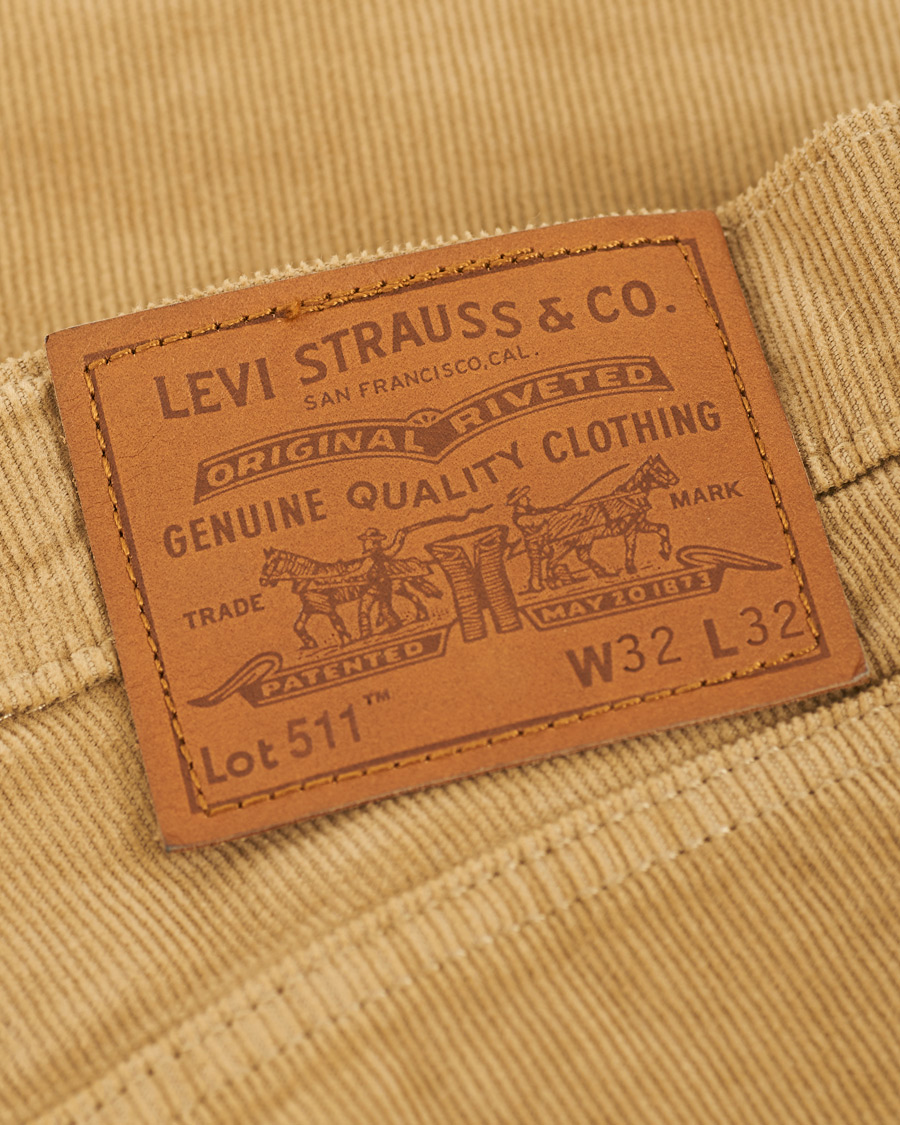 LEVI STRAUSS & CO.
SAN FRANCISCO, CAL.
ORIGINAL RIVETED
GENUINE QUALITY CLOTHING
TRADE MARK
PATENTED MAY 20 1873
W32 L32
Lot 511™